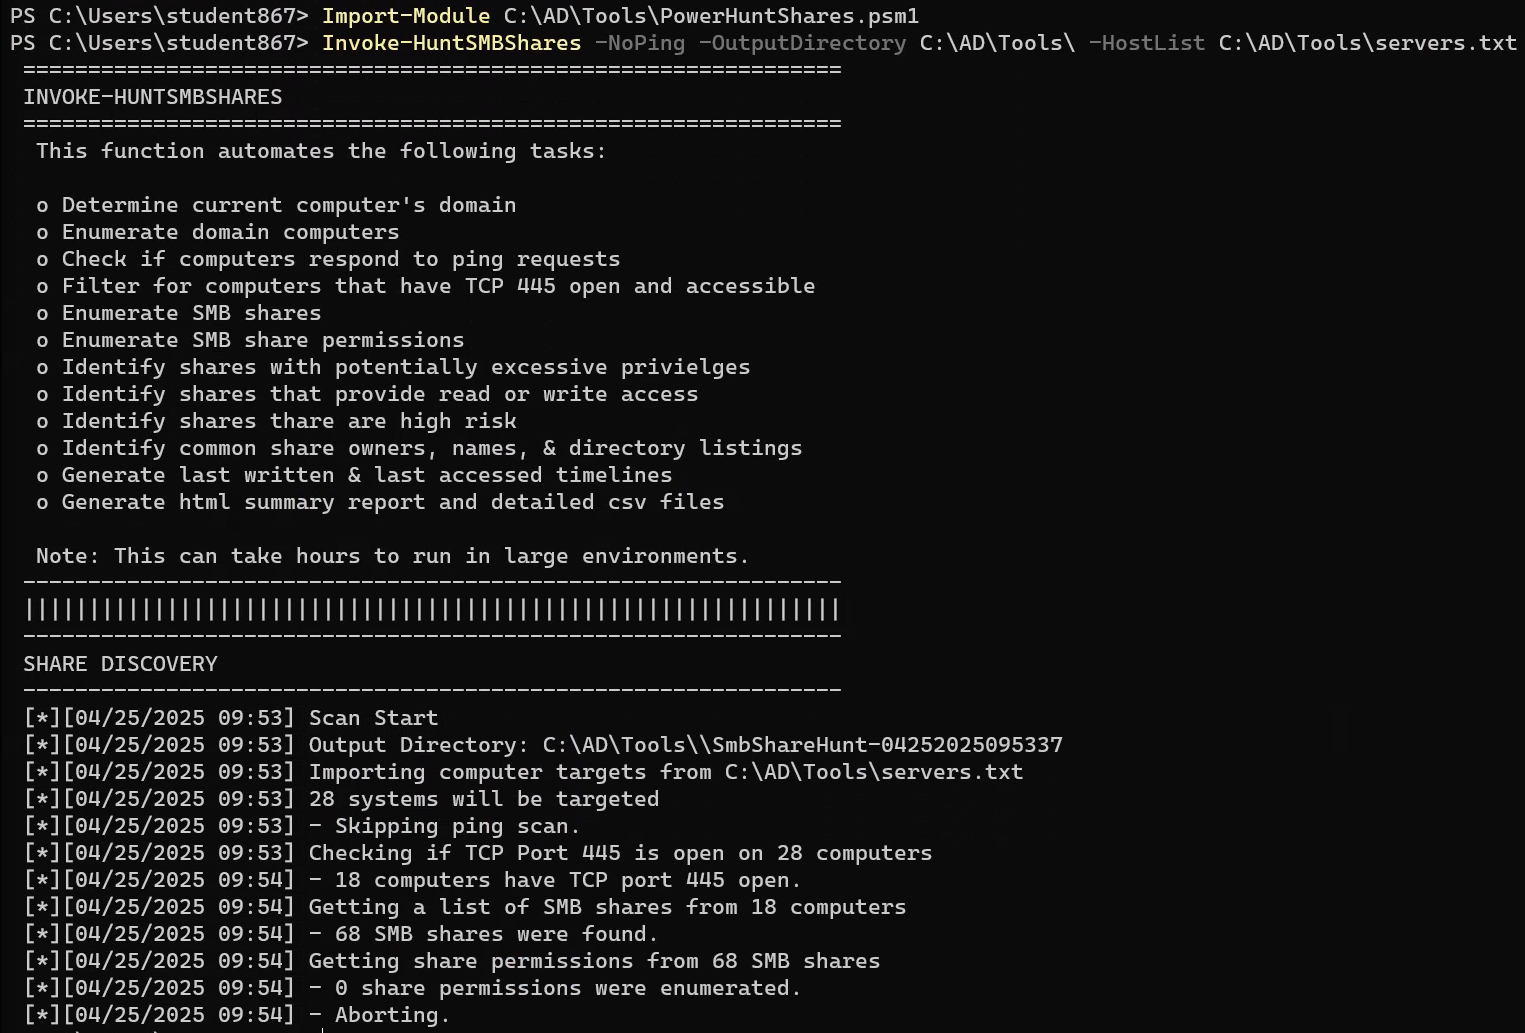 PS C:\Users\student867> Import-Module C:\AD\Tools\PowerHuntShares.psm1
PS C:\Users\student867> Invoke-HuntSMBShares -NoPing -OutputDirectory C:\AD\Tools\ -HostList C:\AD\Tools\servers.txt
===============================================================
INVOKE-HUNTSMBSHARES
===============================================================
This function automates the following tasks:
o Determine current computer's domain
o Enumerate domain computers
o Check if computers respond to ping requests
o Filter for computers that have TCP 445 open and accessible
o Enumerate SMB shares
o Enumerate SMB share permissions
o Identify shares with potentially excessive privielges
o Identify shares that provide read or write access
o Identify shares thare are high risk
o Identify common share owners, names, & directory listings
o Generate last written & last accessed timelines
o Generate html summary report and detailed csv files
Note: This can take hours to run in large environments.
---------------------------------------------------------------
|||||||||||||||||||||||||||||||||||||||||||||||||||||||||||||||
---------------------------------------------------------------
SHARE DISCOVERY
---------------------------------------------------------------
[*][04/25/2025 09:53] Scan Start
[*][04/25/2025 09:53] Output Directory: C:\AD\Tools\\SmbShareHunt-04252025095337
[*][04/25/2025 09:53] Importing computer targets from C:\AD\Tools\servers.txt
[*][04/25/2025 09:53] 28 systems will be targeted
[*][04/25/2025 09:53] - Skipping ping scan.
[*][04/25/2025 09:53] Checking if TCP Port 445 is open on 28 computers
[*][04/25/2025 09:54] - 18 computers have TCP port 445 open.
[*][04/25/2025 09:54] Getting a list of SMB shares from 18 computers
[*][04/25/2025 09:54] - 68 SMB shares were found.
[*][04/25/2025 09:54] Getting share permissions from 68 SMB shares
[*][04/25/2025 09:54] - 0 share permissions were enumerated.
[*][04/25/2025 09:54] - Aborting.